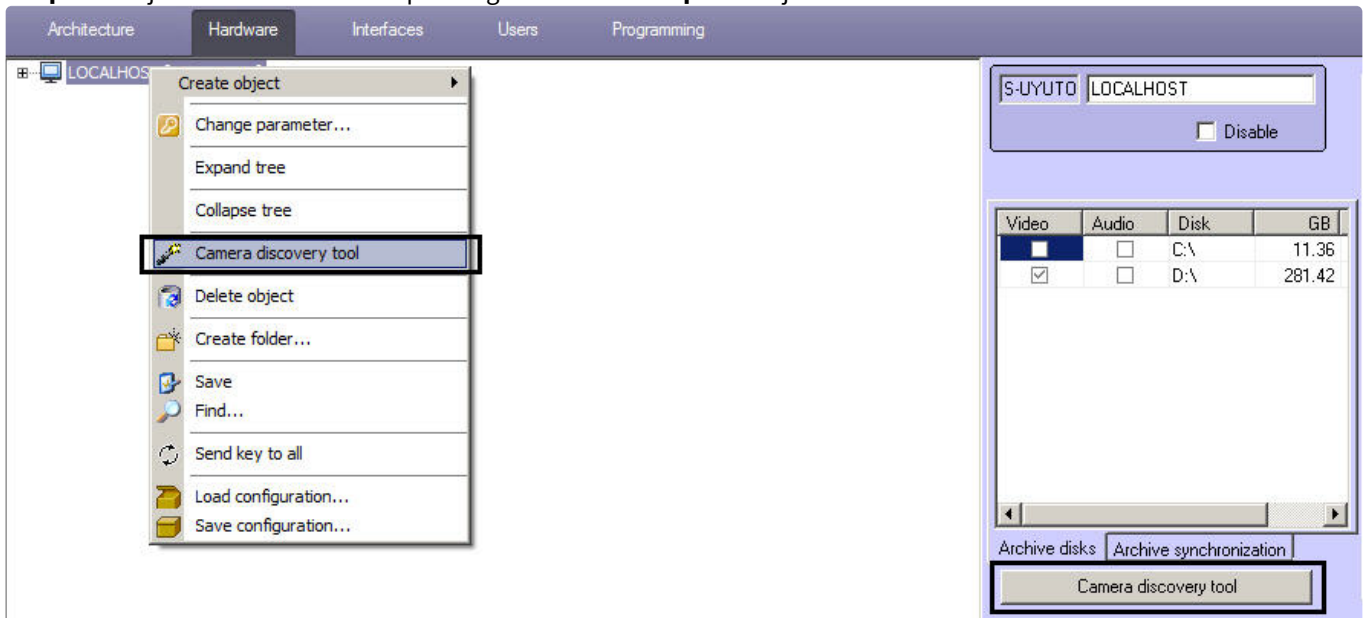 Architecture Hardware Interfaces Users Programming
LOCALHOS
Create object
Change parameter...
Expand tree
Collapse tree
Camera discovery tool
Delete object
Create folder...
Save
Find...
Send key to all
Load configuration...
Save configuration...
S-UYUTO LOCALHOST
Disable
Video Audio Disk GB
C:\ 11.36
D:\ 281.42
Archive disks Archive synchronization
Camera discovery tool